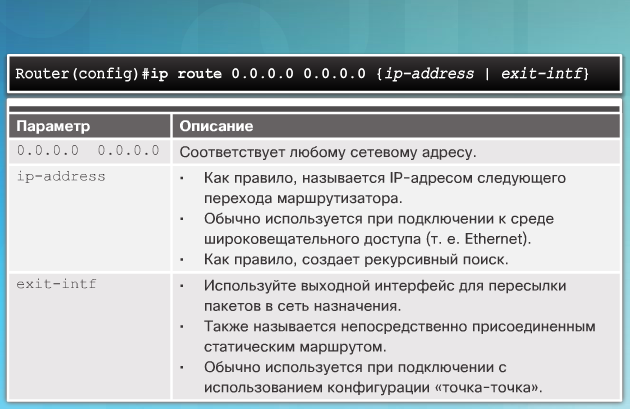 Router(config)#ip route 0.0.0.0 0.0.0.0 {ip-address | exit-intf}
Параметр Описание
0.0.0.0 0.0.0.0 Соответствует любому сетевому адресу.
ip-address ▪ Как правило, называется IP-адресом следующего
перехода маршрутизатора.
▪ Обычно используется при подключении к среде
широковещательного доступа (т. е. Ethernet).
▪ Как правило, создает рекурсивный поиск.
exit-intf ▪ Используйте выходной интерфейс для пересылки
пакетов в сеть назначения.
▪ Также называется непосредственно присоединенным
статическим маршрутом.
▪ Обычно используется при подключении с
использованием конфигурации «точка-точка».